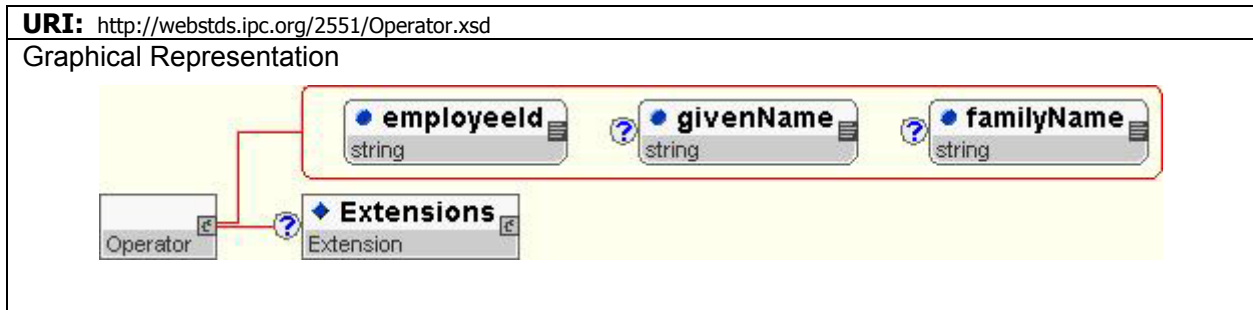 URI: http://webstds.ipc.org/2551/Operator.xsd
Graphical Representation
employeeId ? givenName ? familyName
string string string
? Extensions
Operator Extension